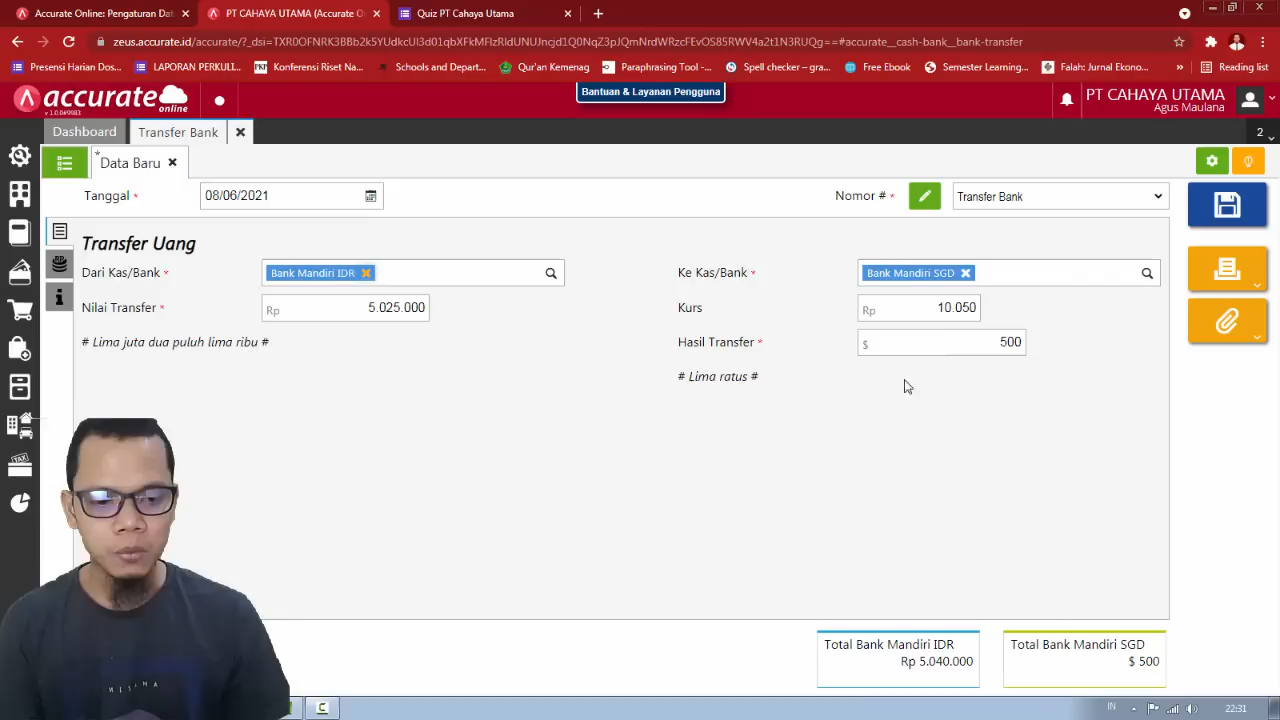 Accurate Online: Pengaturan Dat
PT CAHAYA UTAMA (Accurate O
Quiz PT Cahaya Utama
zeus.accurate.id/accurate/?_dsi=TXR0OFNRK3BBb2k5YUdkcUI3d01qbXFkMFlzRldUNUJncjd1Q0NqZ3pJQmNrdWRzcFEvOS85RWV4a2t1N3RUQg==#accurate__cash-bank__bank-transfer
Presensi Harian Dos...
LAPORAN PERKULI...
Konferensi Riset Na...
Schools and Depart...
Qur'an Kemenag
Paraphrasing Tool -...
Spell checker – gra...
Free Ebook
Semester Learning...
Falah: Jurnal Ekono...
»
Reading list
accurate
online
Bantuan & Layanan Pengguna
PT CAHAYA UTAMA
Agus Maulana
Dashboard
Transfer Bank
2
* Data Baru
Tanggal *
08/06/2021
Nomor # *
Transfer Bank
Transfer Uang
Dari Kas/Bank *
Bank Mandiri IDR
Ke Kas/Bank *
Bank Mandiri SGD
Nilai Transfer *
Rp 5.025.000
Kurs
Rp 10.050
# Lima juta dua puluh lima ribu #
Hasil Transfer *
$ 500
# Lima ratus #
TAX
Total Bank Mandiri IDR
Rp 5.040.000
Total Bank Mandiri SGD
$ 500
IN
22:31